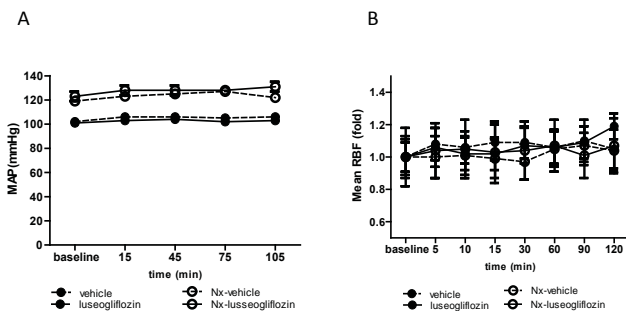 A
B
MAP(mmHg)
140
120
100
80
60
40
20
0
baseline 15 45 75 105
time (min)
vehicle
Nx-vehicle
luseogliflozin
Nx-lusseogliflozin
Mean RBF (fold)
1.4
1.2
1.0
0.8
0.6
baseline 5 10 15 30 60 90 120
time (min)
vehicle
Nx-vehicle
luseogliflozin
Nx-luseogliflozin